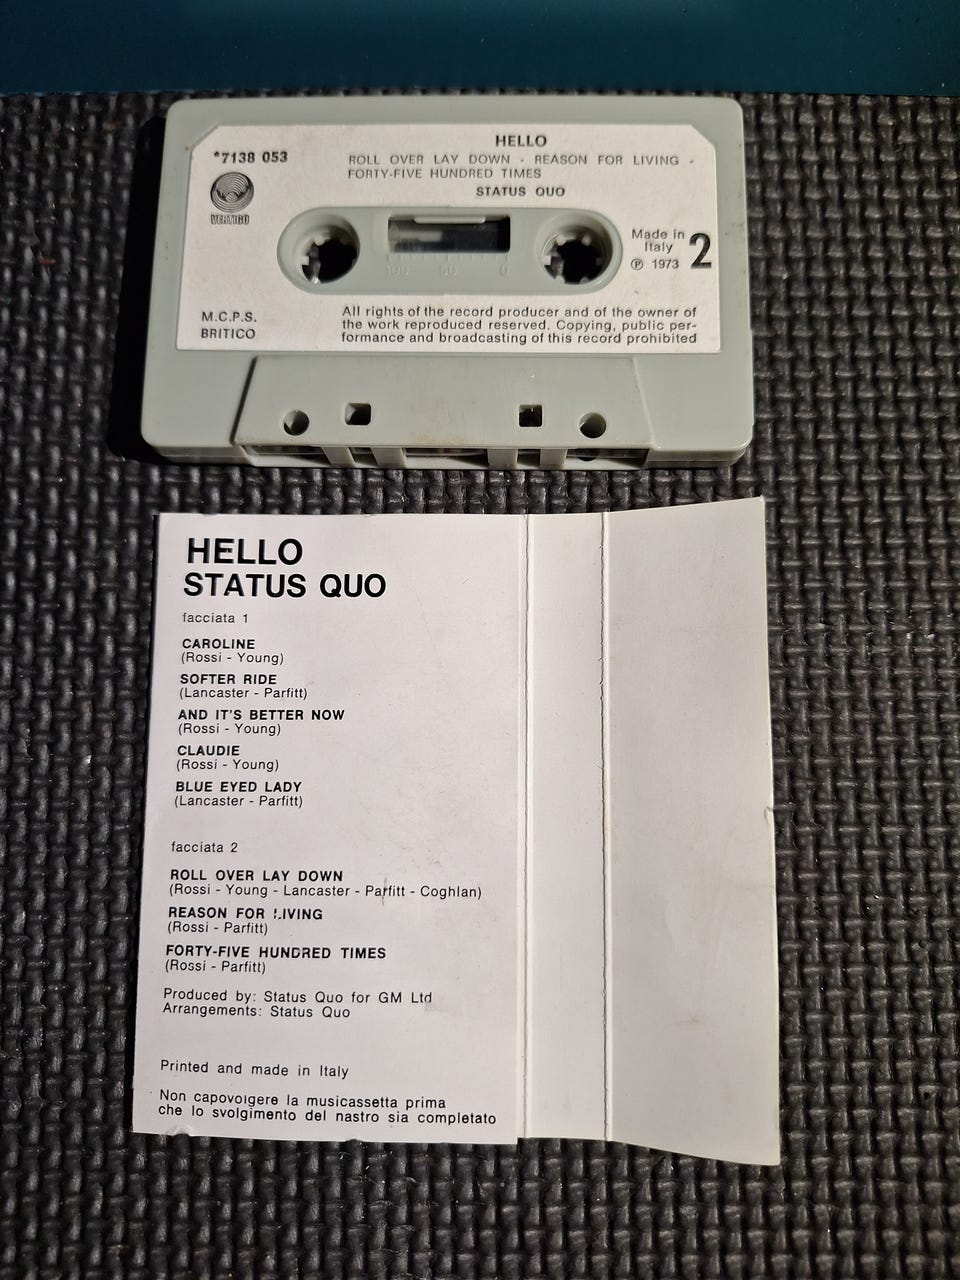 HELLO
*7138 053
ROLL OVER LAY DOWN - REASON FOR LIVING -
FORTY-FIVE HUNDRED TIMES
STATUS QUO
VERTIGO
Made in
Italy
℗ 1973
2
100 50 0
M.C.P.S.
BRITICO
All rights of the record producer and of the owner of
the work reproduced reserved. Copying, public per-
formance and broadcasting of this record prohibited
HELLO
STATUS QUO
facciata 1
CAROLINE
(Rossi - Young)
SOFTER RIDE
(Lancaster - Parfitt)
AND IT'S BETTER NOW
(Rossi - Young)
CLAUDIE
(Rossi - Young)
BLUE EYED LADY
(Lancaster - Parfitt)
facciata 2
ROLL OVER LAY DOWN
(Rossi - Young - Lancaster - Parfitt - Coghlan)
REASON FOR LIVING
(Rossi - Parfitt)
FORTY-FIVE HUNDRED TIMES
(Rossi - Parfitt)
Produced by: Status Quo for GM Ltd
Arrangements: Status Quo
Printed and made in Italy
Non capovolgere la musicassetta prima
che lo svolgimento del nastro sia completato